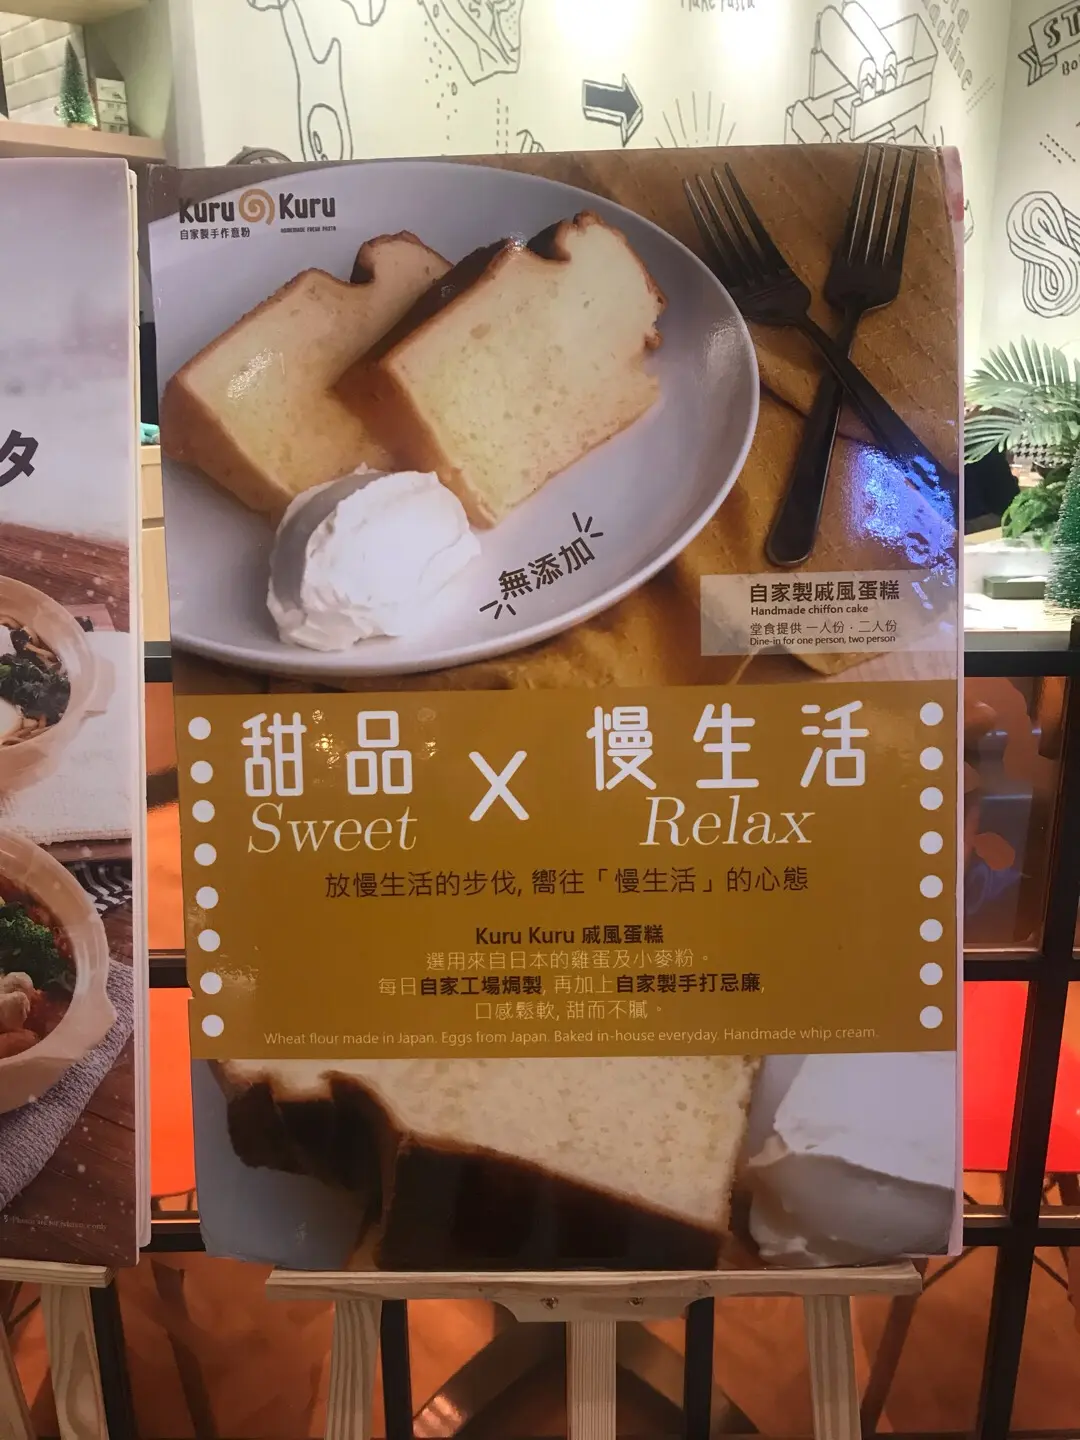 Make Pasta
Kuru Kuru
自家製手作意粉
HOMEMADE FRESH PASTA
タ
無添加
自家製戚風蛋糕
Handmade chiffon cake
堂食提供 一人份．二人份
Dine-in for one person, two person
甜品 X 慢生活
Sweet
Relax
放慢生活的步伐, 嚮往「慢生活」的心態
Kuru Kuru 戚風蛋糕
選用來自日本的雞蛋及小麥粉。
每日自家工場焗製, 再加上自家製手打忌廉,
口感鬆軟, 甜而不膩。
Wheat flour made in Japan. Eggs from Japan. Baked in-house everyday. Handmade whip cream.